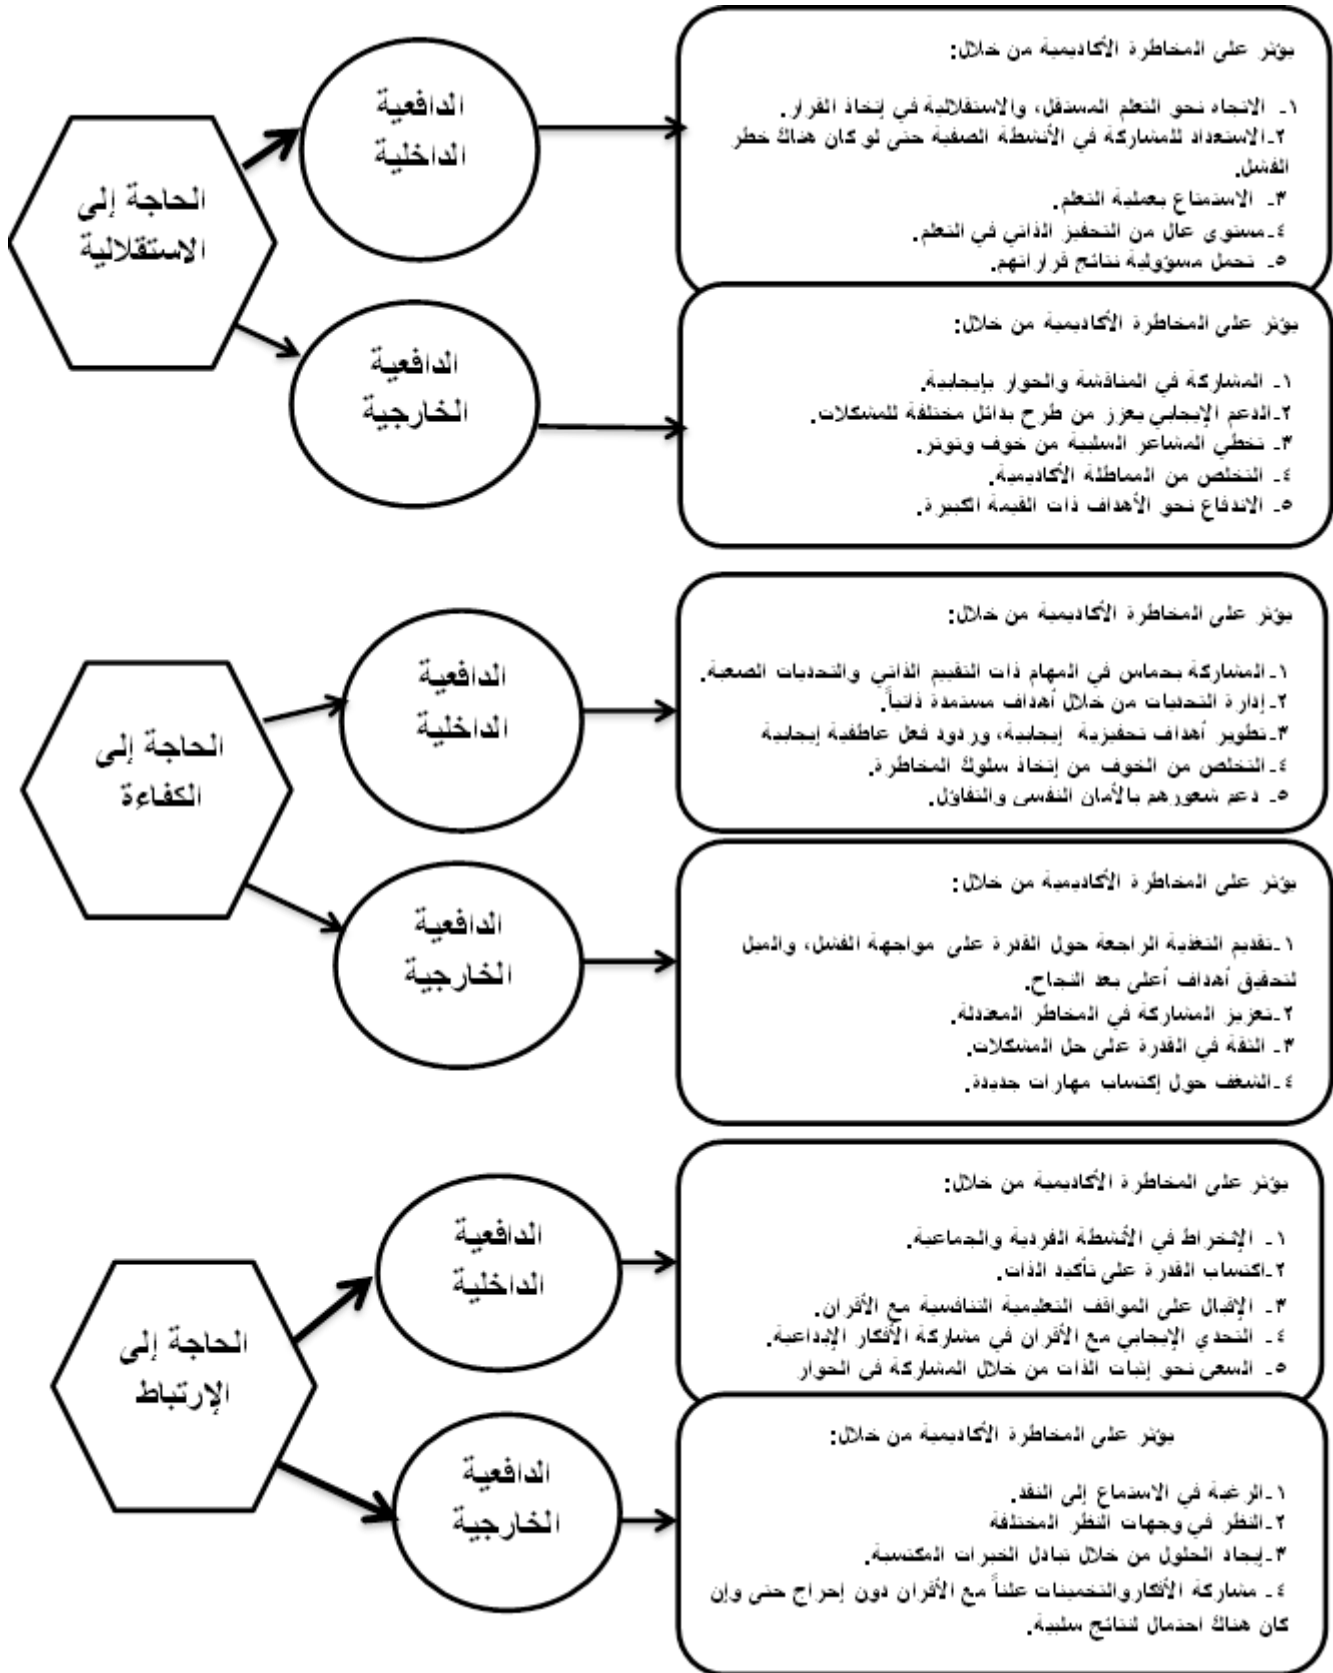 الحاجة إلى
الاستقلالية
الدافعية
الداخلية
يؤثر على المخاطرة الأكاديمية من خلال:
١- الاتجاه نحو التعلم المستقل، والاستقلالية في إتخاذ القرار.
٢-الاستعداد للمشاركة في الأنشطة الصفية حتى لو كان هناك خطر
الفشل.
٣- الاستمتاع بعملية التعلم.
٤-مستوى عال من التحفيز الذاتي في التعلم.
٥- تحمل مسؤولية نتائج قراراتهم.
الدافعية
الخارجية
يؤثر على المخاطرة الأكاديمية من خلال:
١- المشاركة في المناقشة والحوار بإيجابية.
٢-الدعم الإيجابي يعزز من طرح بدائل مختلفة للمشكلات.
٣- تخطي المشاعر السلبية من خوف وتوتر.
٤- التخلص من المماطلة الأكاديمية.
٥- الاندفاع نحو الأهداف ذات القيمة الكبيرة.
الحاجة إلى
الكفاءة
الدافعية
الداخلية
يؤثر على المخاطرة الأكاديمية من خلال:
١-المشاركة بحماس في المهام ذات التقييم الذاتي والتحديات الصعبة.
٢- إدارة التحديات من خلال أهداف مستمدة ذاتياً.
٣-تطوير أهداف تحفيزية إيجابية، وردود فعل عاطفية إيجابية
٤-التخلص من الخوف من إتخاذ سلوك المخاطرة.
٥- دعم شعورهم بالأمان النفسى والتفاؤل.
الدافعية
الخارجية
يؤثر على المخاطرة الأكاديمية من خلال:
١-تقديم التغذية الراجعة حول القدرة على مواجهة الفشل، والميل
لتحقيق أهداف أعلى بعد النجاح.
٢-تعزيز المشاركة في المخاطر المعتدلة.
٣- الثقة في القدرة على حل المشكلات.
٤-الشغف حول إكتساب مهارات جديدة.
الحاجة إلى
الإرتباط
الدافعية
الداخلية
يؤثر على المخاطرة الأكاديمية من خلال:
١- الإنخراط في الأنشطة الفردية والجماعية.
٢-اكتساب القدرة على تأكيد الذات.
٣- الإقبال على المواقف التعليمية التنافسية مع الأقران.
٤- التحدي الإيجابي مع الأقران في مشاركة الأفكار الإبداعية.
٥- السعي نحو إثبات الذات من خلال المشاركة فى الحوار
الدافعية
الخارجية
يؤثر على المخاطرة الأكاديمية من خلال:
١-الرغبة في الاستماع إلى النقد.
٢-النظر في وجهات النظر المختلفة
٣-إيجاد الحلول من خلال تبادل الخبرات المكتسبة.
٤- مشاركة الأفكاروالتخمينات علناً مع الأقران دون إحراج حتى وإن
كان هناك احتمال لنتائج سلبية.